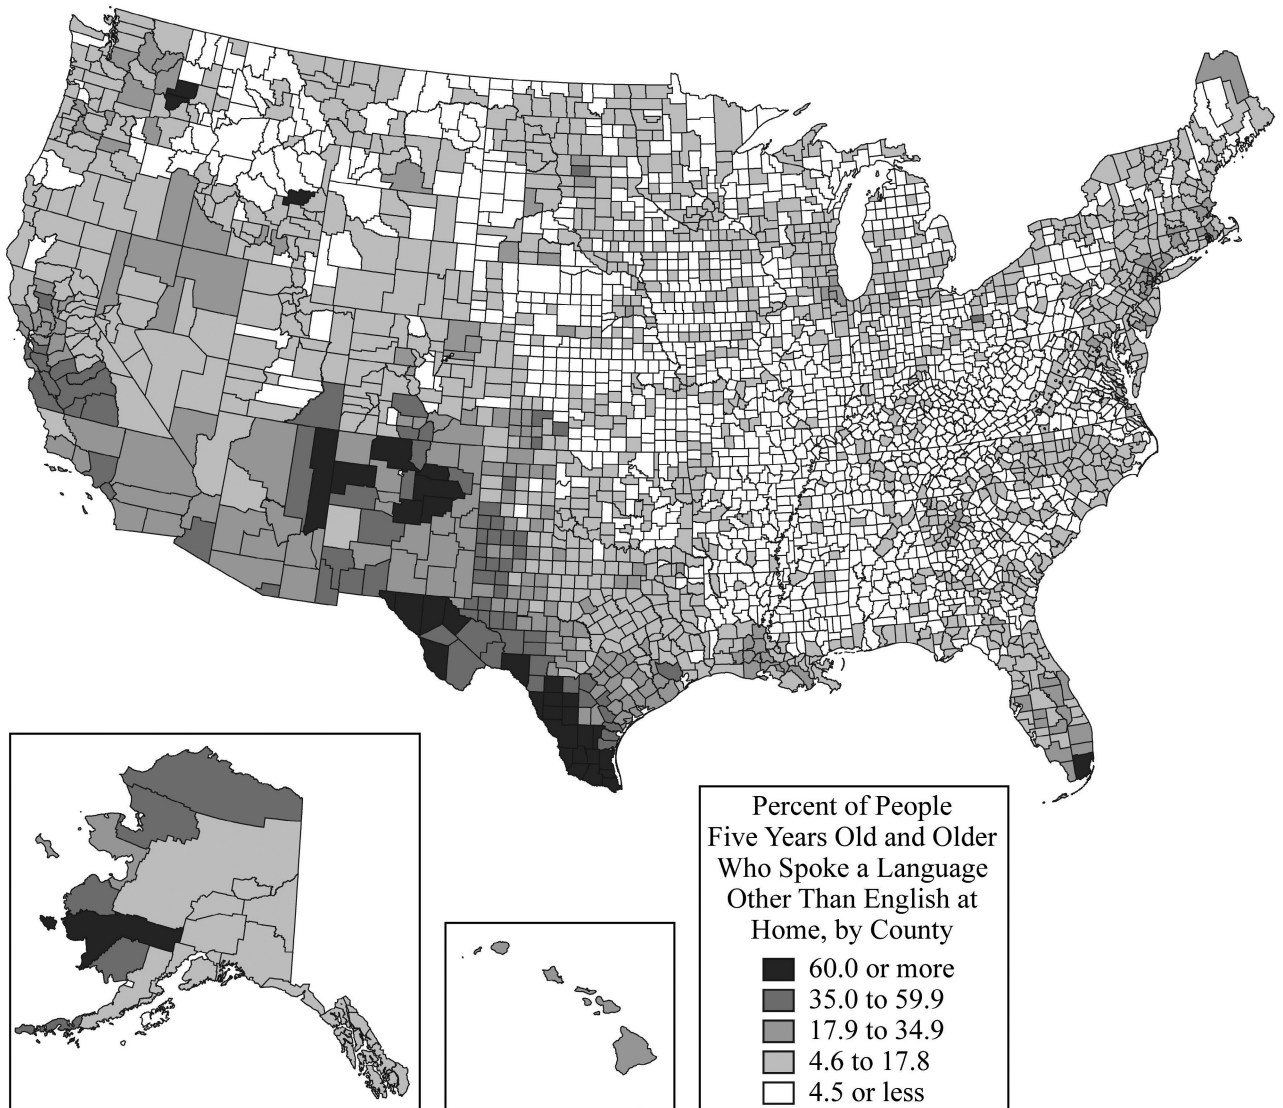 Percent of People
Five Years Old and Older
Who Spoke a Language
Other Than English at
Home, by County
60.0 or more
35.0 to 59.9
17.9 to 34.9
4.6 to 17.8
4.5 or less